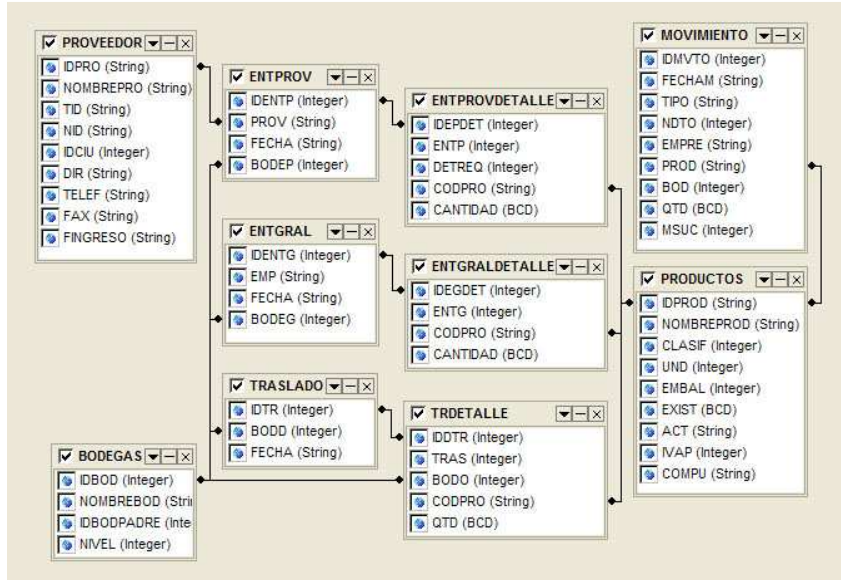 PROVEEDOR
IDPRO (String)
NOMBREPRO (String)
TID (String)
NID (String)
IDCIU (Integer)
DIR (String)
TELEF (String)
FAX (String)
FINGRESO (String)
ENTPROV
IDENTP (Integer)
PROV (String)
FECHA (String)
BODEP (Integer)
ENTPROVDETALLE
IDEPDET (Integer)
ENTP (Integer)
DETREQ (Integer)
CODPRO (String)
CANTIDAD (BCD)
MOVIMIENTO
IDMVTO (Integer)
FECHAM (String)
TIPO (String)
NDTO (Integer)
EMPRE (String)
PROD (String)
BOD (Integer)
QTD (BCD)
MSUC (Integer)
ENTGRAL
IDENTG (Integer)
EMP (String)
FECHA (String)
BODEG (Integer)
ENTGRALDETALLE
IDEGDET (Integer)
ENTG (Integer)
CODPRO (String)
CANTIDAD (BCD)
PRODUCTOS
IDPROD (String)
NOMBREPROD (String)
CLASIF (Integer)
UND (Integer)
EMBAL (Integer)
EXIST (BCD)
ACT (String)
IVAP (Integer)
COMPU (String)
TRASLADO
IDTR (Integer)
BODD (Integer)
FECHA (String)
TRDETALLE
IDDTR (Integer)
TRAS (Integer)
BODO (Integer)
CODPRO (String)
QTD (BCD)
BODEGAS
IDBOD (Integer)
NOMBREBOD (Strin
IDBODPADRE (Inte
NIVEL (Integer)